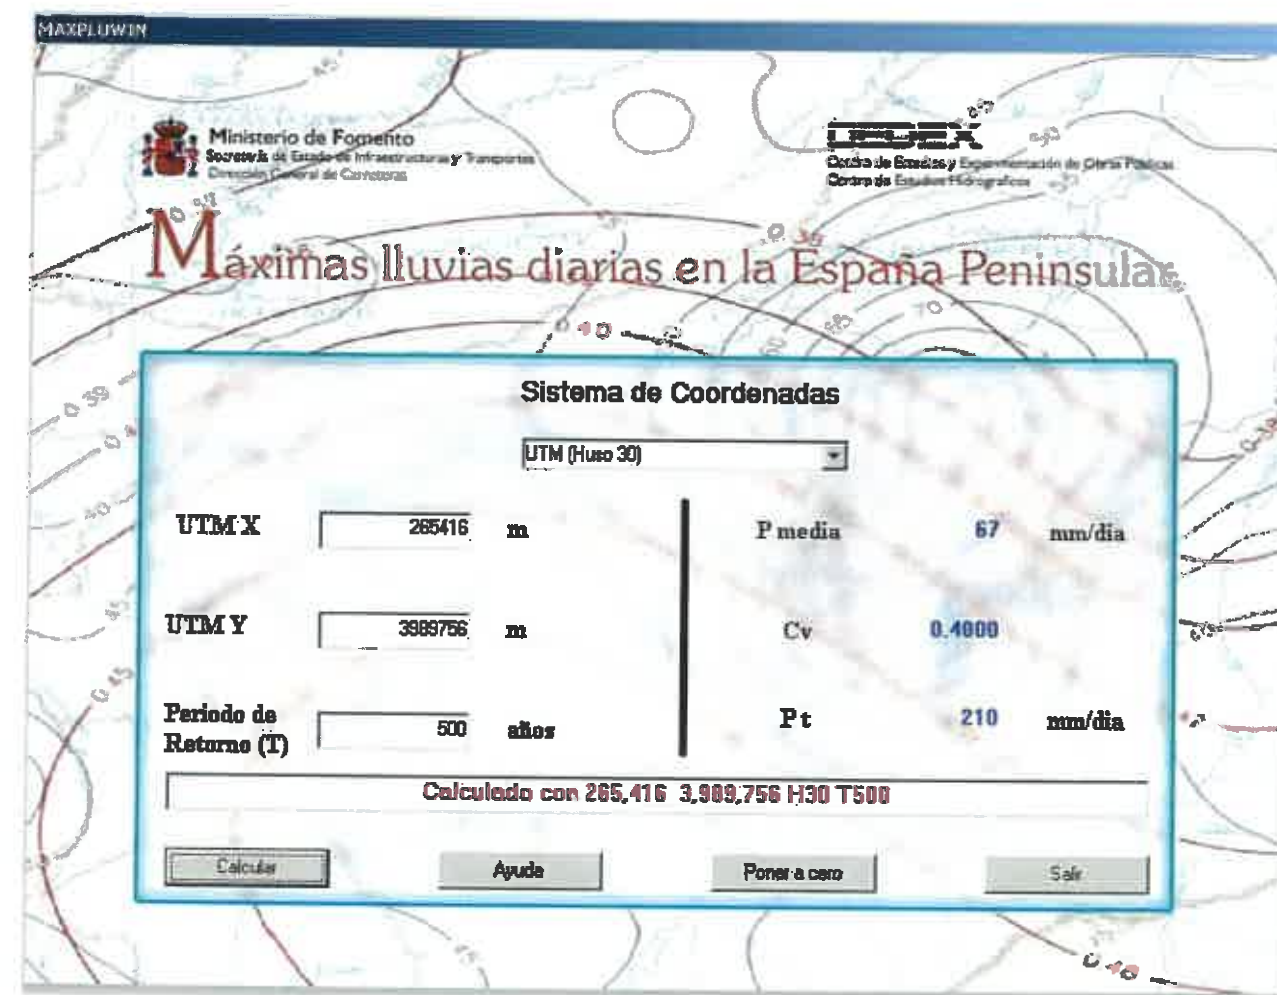 MAXPLUWIN
Ministerio de Fomento
Secretaría de Estado de Infraestructuras y Transportes
Dirección General de Carreteras
Centro de Estudios y Experimentación de Obras Públicas
Centro de Estudios Hidrográficos
Máximas lluvias diarias en la España Peninsular
Sistema de Coordenadas
UTM (Huso 30)
UTM X 265416 m P media 67 mm/día
UTM Y 3989756 m Cv 0.4000
Periodo de
Retorno (T) 500 años P t 210 mm/dia
Calculado con 265,416 3,989,756 H30 T500
Calcular Ayuda Poner a cero Salir